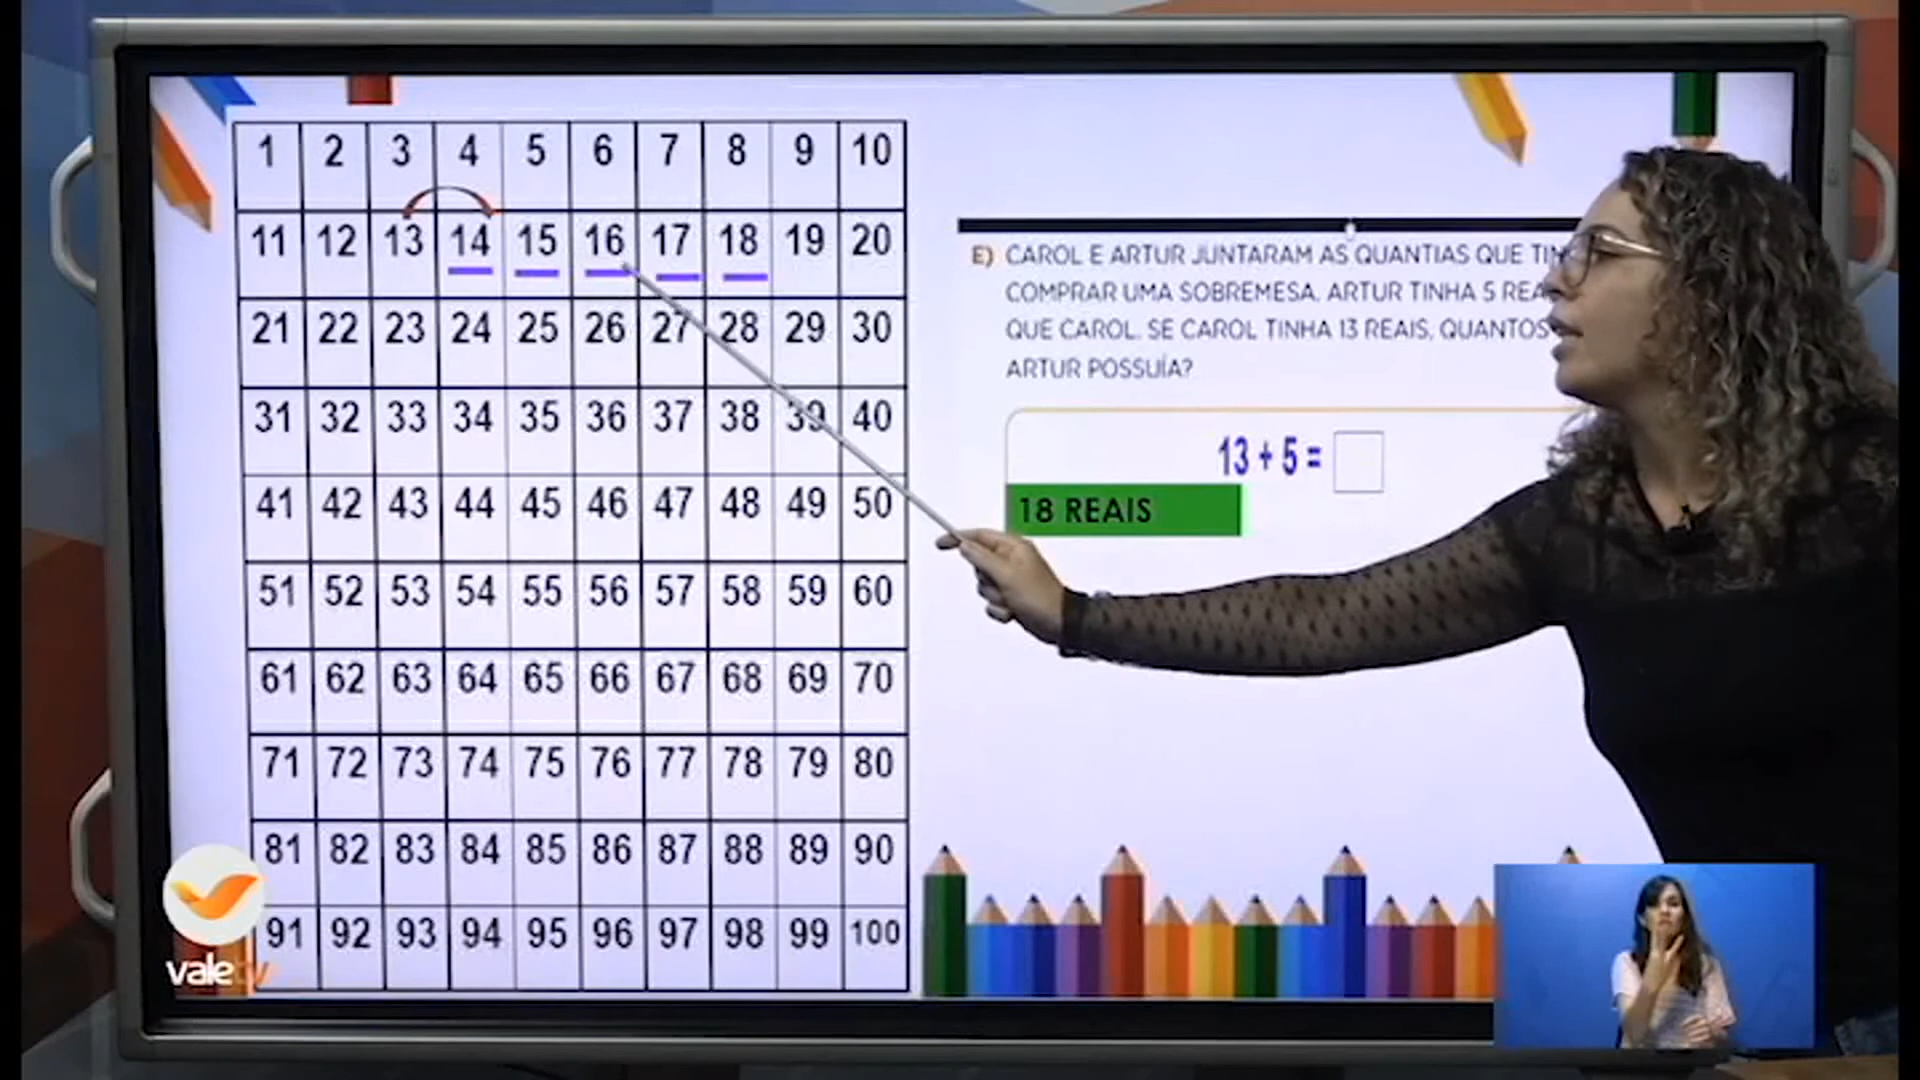 1 2 3 4 5 6 7 8 9 10
11 12 13 14 15 16 17 18 19 20
21 22 23 24 25 26 27 28 29 30
31 32 33 34 35 36 37 38 39 40
41 42 43 44 45 46 47 48 49 50
51 52 53 54 55 56 57 58 59 60
61 62 63 64 65 66 67 68 69 70
71 72 73 74 75 76 77 78 79 80
81 82 83 84 85 86 87 88 89 90
91 92 93 94 95 96 97 98 99 100
E) CAROL E ARTUR JUNTARAM AS QUANTIAS QUE
COMPRAR UMA SOBREMESA. ARTUR TINHA 5
QUE CAROL. SE CAROL TINHA 13 REAIS, QUANTOS
ARTUR POSSUÍA?
13 + 5 =
18 REAIS
valetv